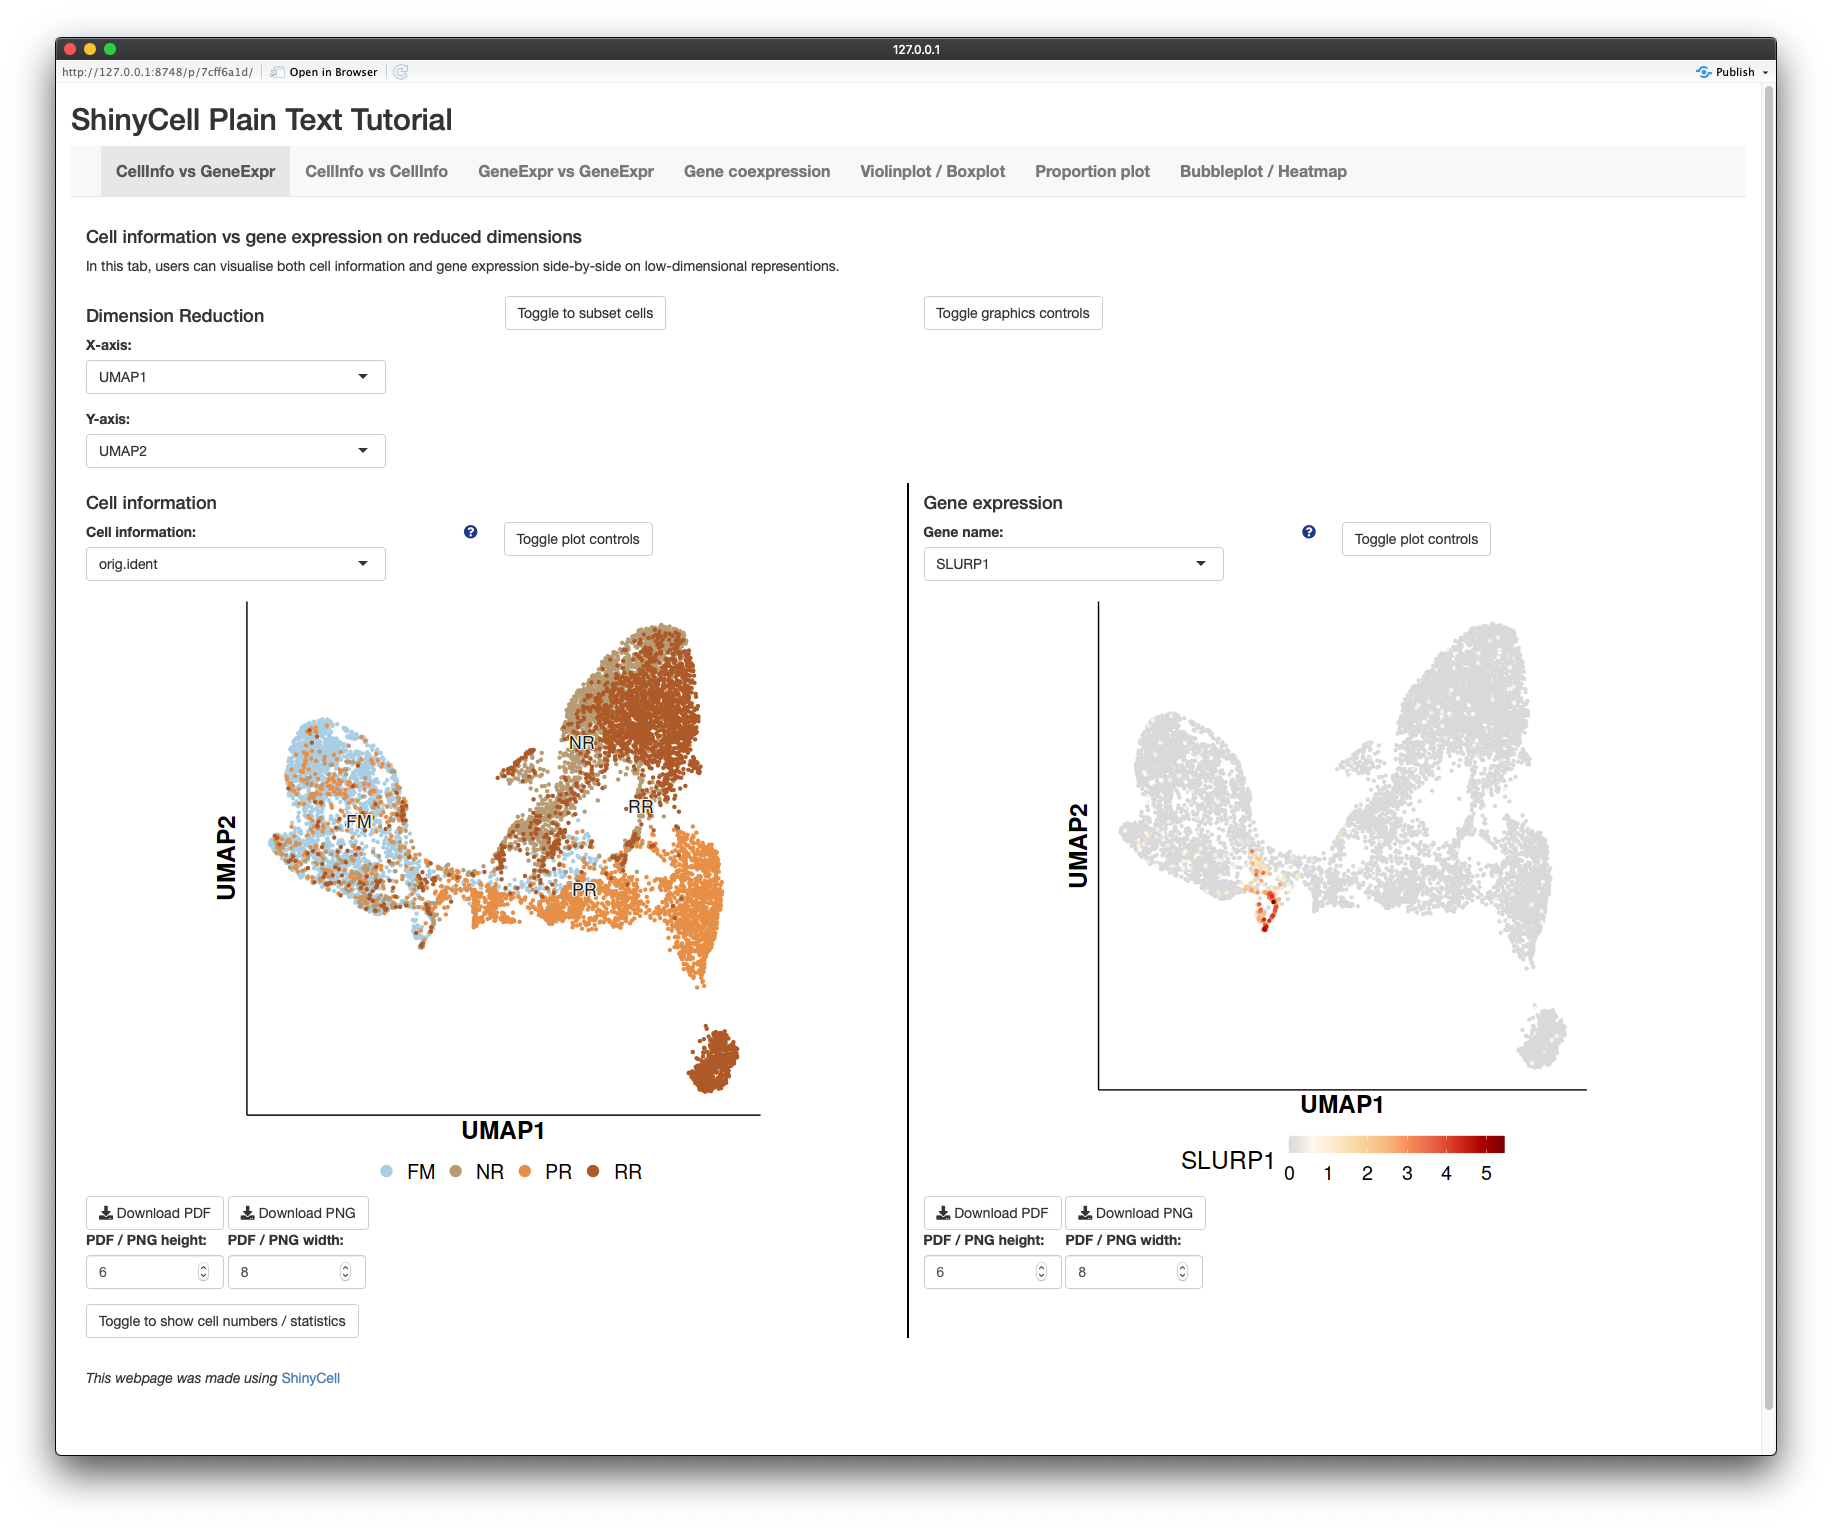 127.0.0.1
http://127.0.0.1:8748/p/7cff6a1d/ Open in Browser Publish
ShinyCell Plain Text Tutorial
CellInfo vs GeneExpr CellInfo vs CellInfo GeneExpr vs GeneExpr Gene coexpression Violinplot / Boxplot Proportion plot Bubbleplot / Heatmap
Cell information vs gene expression on reduced dimensions
In this tab, users can visualise both cell information and gene expression side-by-side on low-dimensional representions.
Dimension Reduction
Toggle to subset cells
Toggle graphics controls
X-axis:
UMAP1
Y-axis:
UMAP2
Cell information
Cell information:
Toggle plot controls
orig.ident
NR
RR
FM
PR
UMAP2
UMAP1
FM NR PR RR
Download PDF Download PNG
PDF / PNG height: PDF / PNG width:
6 8
Toggle to show cell numbers / statistics
Gene expression
Gene name:
Toggle plot controls
SLURP1
UMAP2
UMAP1
SLURP1
0 1 2 3 4 5
Download PDF Download PNG
PDF / PNG height: PDF / PNG width:
6 8
This webpage was made using ShinyCell